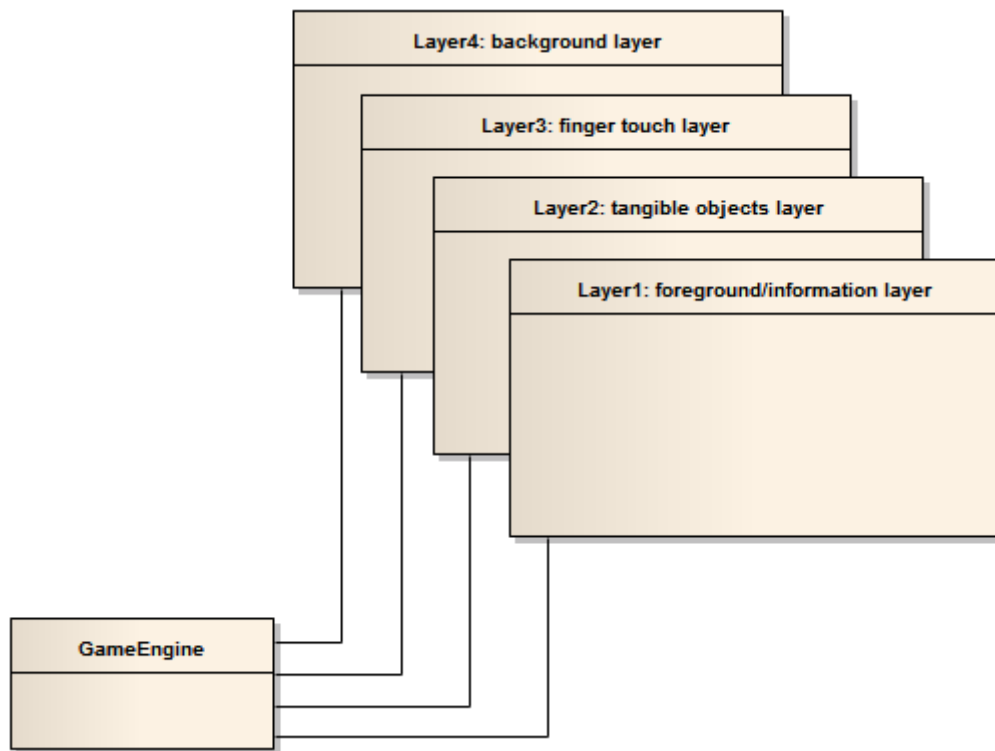 Layer4: background layer
Layer3: finger touch layer
Layer2: tangible objects layer
Layer1: foreground/information layer
GameEngine